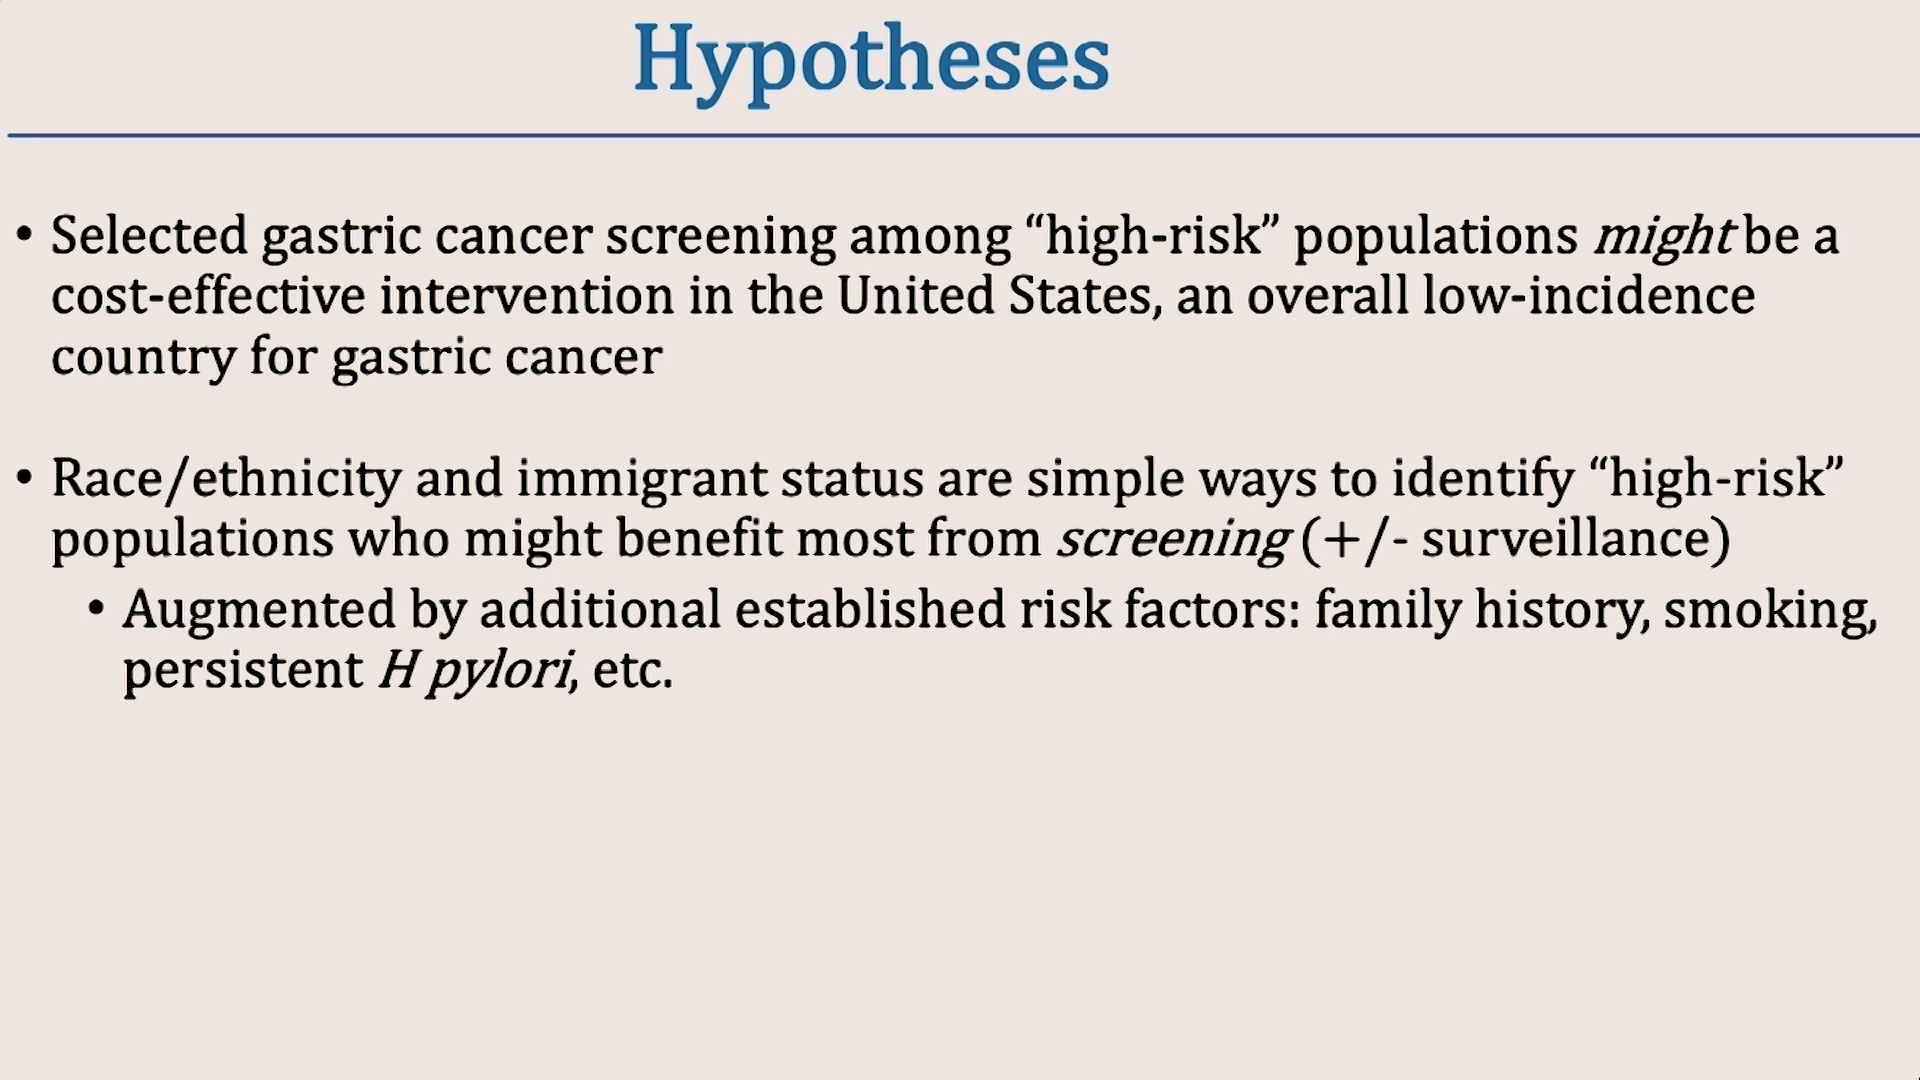 Hypotheses
• Selected gastric cancer screening among “high-risk” populations might be a
cost-effective intervention in the United States, an overall low-incidence
country for gastric cancer
• Race/ethnicity and immigrant status are simple ways to identify “high-risk”
populations who might benefit most from screening (+/- surveillance)
• Augmented by additional established risk factors: family history, smoking,
persistent H pylori, etc.